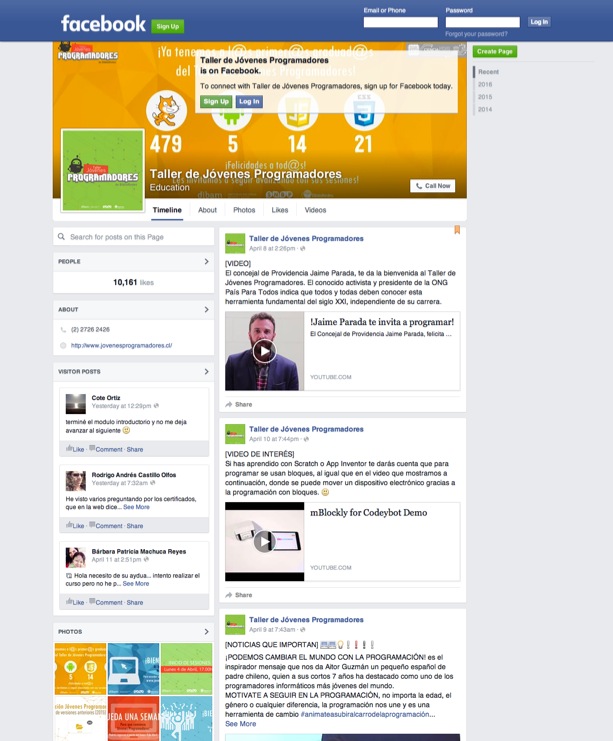 Email or Phone
Password
facebook
Sign Up
Log In
Forgot your password?
¡Ya tenemos
Taller de Jóvenes Programadores
is on Facebook.
To connect with Taller de Jóvenes Programadores, sign up for Facebook today.
Sign Up
Log In
Create Page
Recent
2016
2015
2014
PROGRAMADORES
479
5
14
21
¡Felicidades a tod@s!
PROGRAMADORES
Taller de Jóvenes Programadores
Education
dibam
Call Now
Timeline
About
Photos
Likes
Videos
Search for posts on this Page
PEOPLE
10,161 likes
ABOUT
(2) 2726 2426
http://www.jovenesprogramadores.cl/
VISITOR POSTS
Cote Ortiz
Yesterday at 12:29pm
terminé el modulo introductorio y no me deja
avanzar al siguiente
Like · Comment · Share
Rodrigo Andrés Castillo Olfos
Yesterday at 7:32am
He visto varios preguntando por los certificados,
que en la web dice... See More
Like · Comment · Share
Bárbara Patricia Machuca Reyes
April 11 at 2:51pm
Hola necesito de su aydua... intento realizar el
curso pero no he p... See More
Like · Comment · Share
PHOTOS
Taller de Jóvenes Programadores
April 8 at 2:26pm
[VIDEO]
El concejal de Providencia Jaime Parada, te da la bienvenida al Taller de
Jóvenes Programadores. El conocido activista y presidente de la ONG
País Para Todos indica que todos y todas deben conocer esta
herramienta fundamental del siglo XXI, independiente de su carrera.
!Jaime Parada te invita a programar!
El Concejal de Providencia Jaime Parada, felicita ...
YOUTUBE.COM
Share
Taller de Jóvenes Programadores
April 10 at 7:44pm
[VIDEO DE INTERÉS]
Si has aprendido con Scratch o App Inventor te darás cuenta que para
programar se usan bloques, al igual que en el video que mostramos a
continuación, donde se puede mover un dispositivo electrónico gracias a
la programación con bloques.
mBlockly for Codeybot Demo
YOUTUBE.COM
Share
Taller de Jóvenes Programadores
April 9 at 7:43am
[NOTICIAS QUE IMPORTAN]
¡PODEMOS CAMBIAR EL MUNDO CON LA PROGRAMACIÓN! es el
inspirador mensaje que nos da Aitor Guzmán un pequeño español de
padre chileno, quien a sus cortos 7 años ha destacado como uno de los
programadores informáticos más jóvenes del mundo.
MOTIVATE A SEGUIR EN LA PROGRAMACIÓN, no importa la edad, el
género o cualquier diferencia, la programación nos une y es una
herramienta de cambio #animateasubiralcarrodelaprogramación...
See More